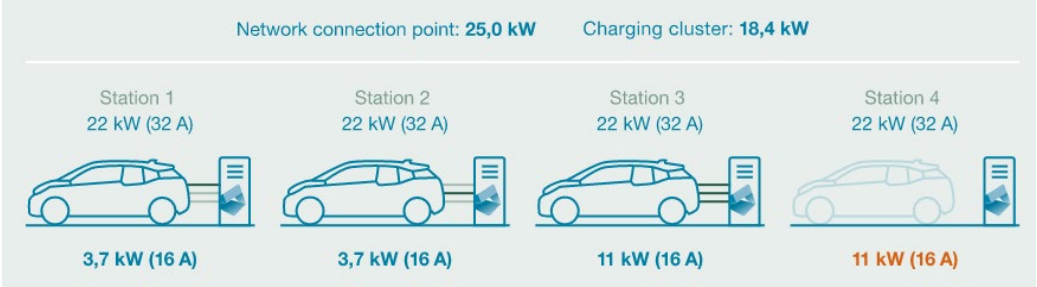 Network connection point: 25,0 kW Charging cluster: 18,4 kW
Station 1 Station 2 Station 3 Station 4
22 kW (32 A) 22 kW (32 A) 22 kW (32 A) 22 kW (32 A)
3,7 kW (16 A) 3,7 kW (16 A) 11 kW (16 A) 11 kW (16 A)